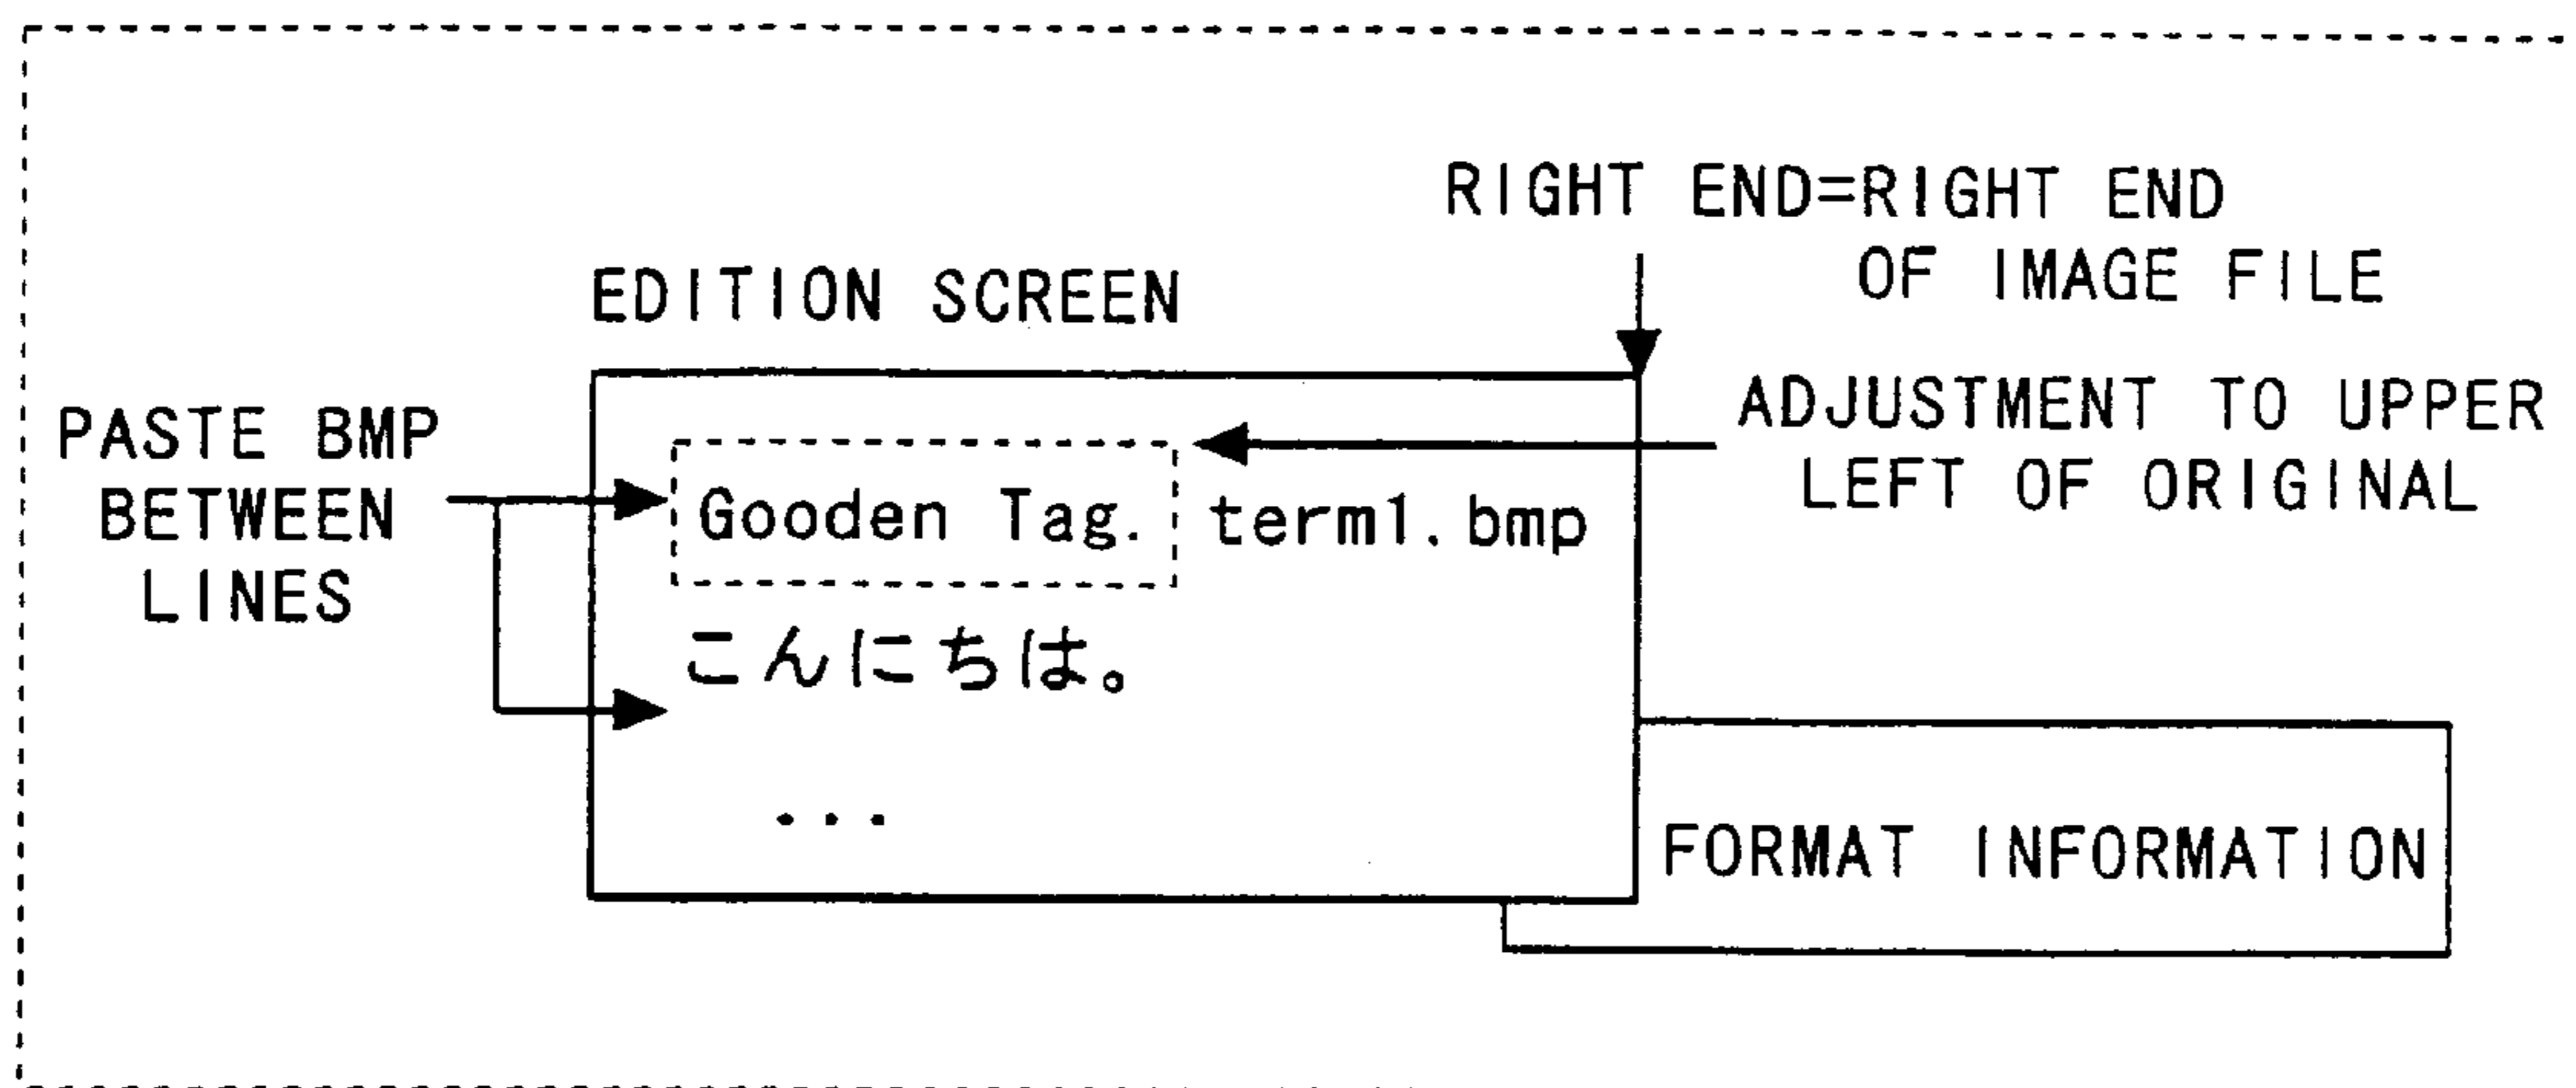 RIGHT END=RIGHT END
OF IMAGE FILE
EDITION SCREEN
ADJUSTMENT TO UPPER
LEFT OF ORIGINAL
PASTE BMP
BETWEEN
LINES
Gooden Tag.
term1.bmp
こんにちは。
...
FORMAT INFORMATION